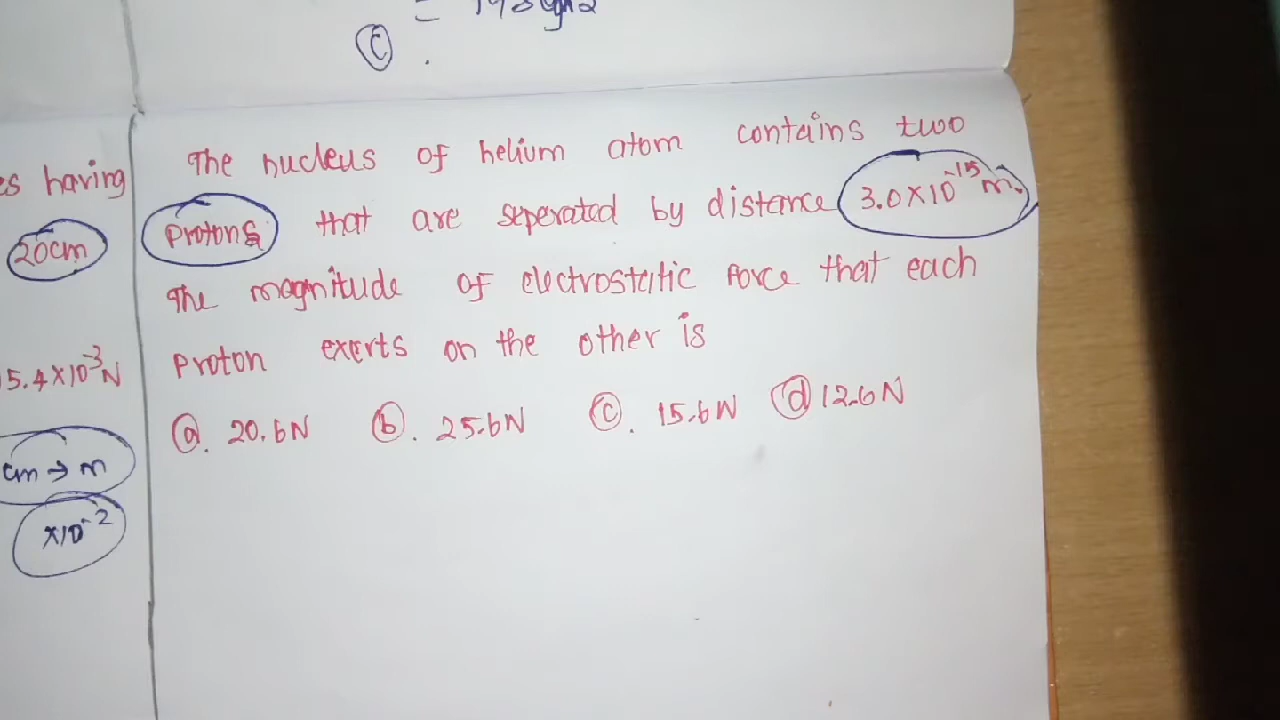 (C) .
The nucleus of helium atom contains two
es having
Protons that are seperated by distance 3.0×10⁻¹⁵m.
20cm
The magnitude of electrostatic force that each
Proton exerts on the other is
5.4×10⁻³N
(a). 20.6N (b). 25.6N (c). 15.6N (d) 12.6N
cm → m
×10⁻²